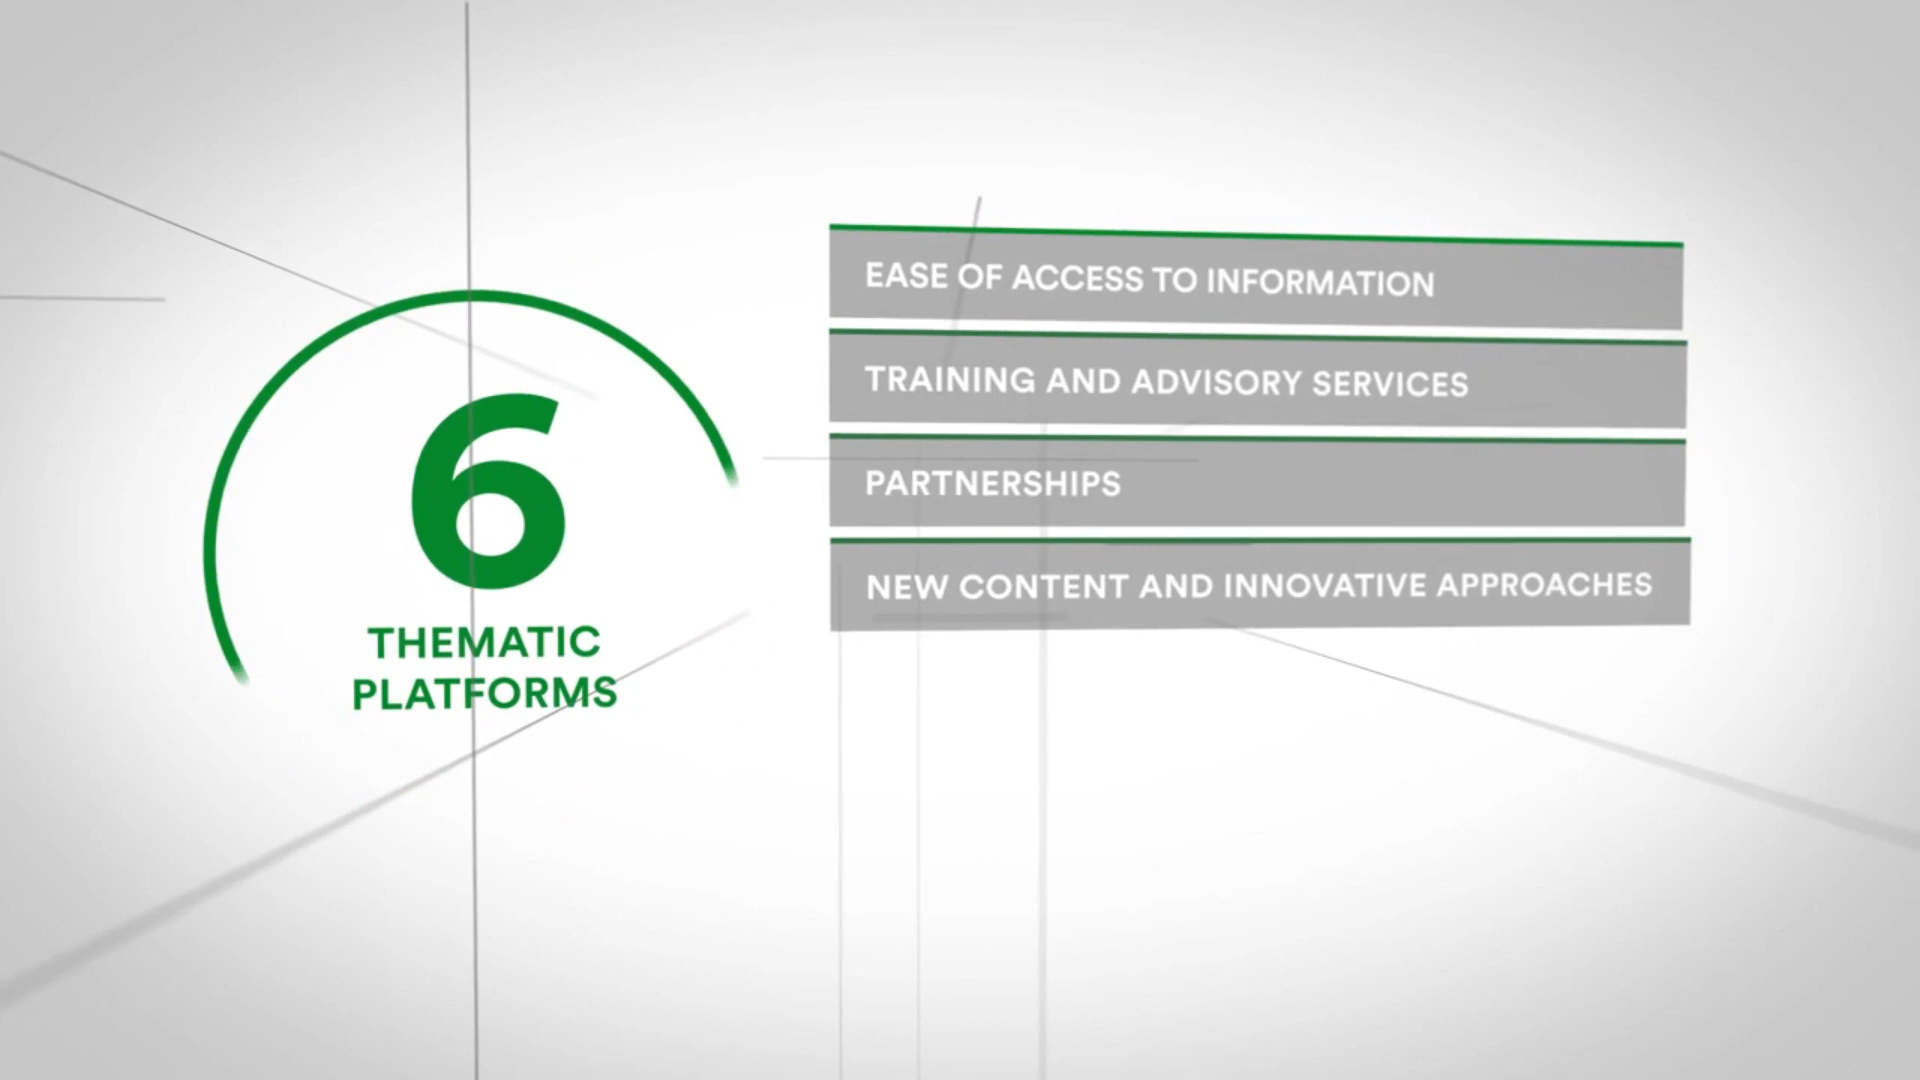 6
THEMATIC
PLATFORMS
EASE OF ACCESS TO INFORMATION
TRAINING AND ADVISORY SERVICES
PARTNERSHIPS
NEW CONTENT AND INNOVATIVE APPROACHES